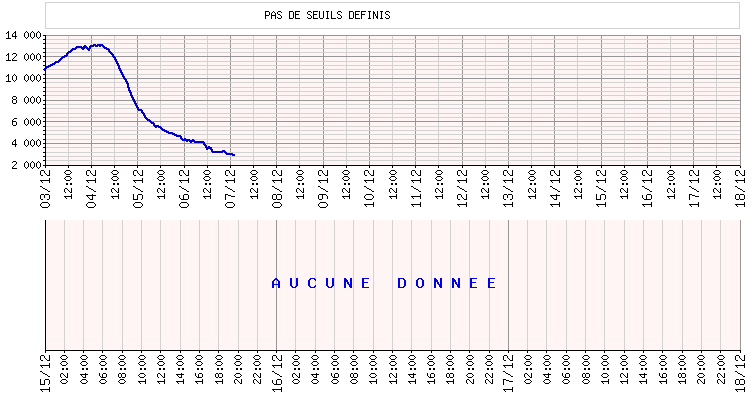 PAS DE SEUILS DEFINIS
14 000
12 000
10 000
8 000
6 000
4 000
2 000
03/12 12:00 04/12 12:00 05/12 12:00 06/12 12:00 07/12 12:00 08/12 12:00 09/12 12:00 10/12 12:00 11/12 12:00 12/12 12:00 13/12 12:00 14/12 12:00 15/12 12:00 16/12 12:00 17/12 12:00 18/12
AUCUNE DONNEE
15/12 02:00 04:00 06:00 08:00 10:00 12:00 14:00 16:00 18:00 20:00 22:00 16/12 02:00 04:00 06:00 08:00 10:00 12:00 14:00 16:00 18:00 20:00 22:00 17/12 02:00 04:00 06:00 08:00 10:00 12:00 14:00 16:00 18:00 20:00 22:00 18/12